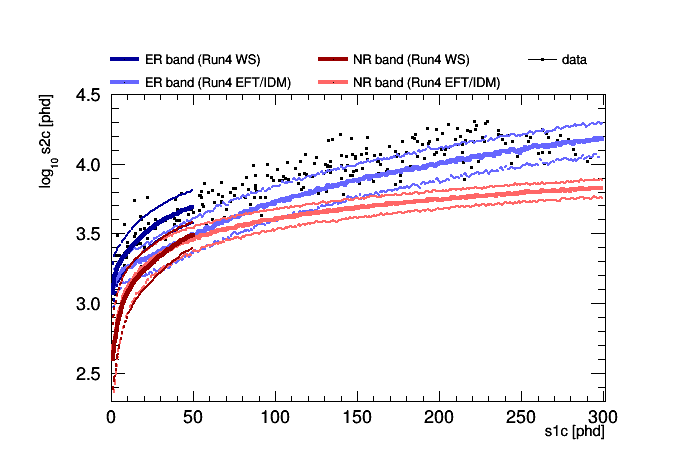 ER band (Run4 WS) NR band (Run4 WS) data
ER band (Run4 EFT/IDM) NR band (Run4 EFT/IDM)
log10 s2c [phd]
4.5
4.0
3.5
3.0
2.5
0 50 100 150 200 250 300
s1c [phd]